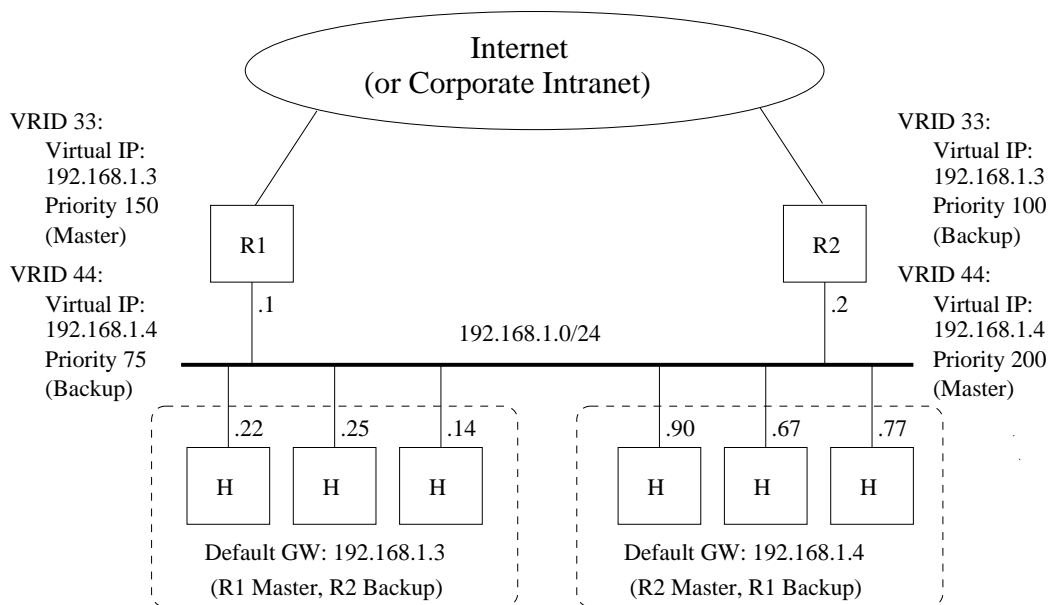 Internet
(or Corporate Intranet)
VRID 33:
Virtual IP:
192.168.1.3
Priority 150
(Master)
VRID 44:
Virtual IP:
192.168.1.4
Priority 75
(Backup)
R1
.1
R2
.2
VRID 33:
Virtual IP:
192.168.1.3
Priority 100
(Backup)
VRID 44:
Virtual IP:
192.168.1.4
Priority 200
(Master)
192.168.1.0/24
.22
.25
.14
H
H
H
Default GW: 192.168.1.3
(R1 Master, R2 Backup)
.90
.67
.77
H
H
H
Default GW: 192.168.1.4
(R2 Master, R1 Backup)